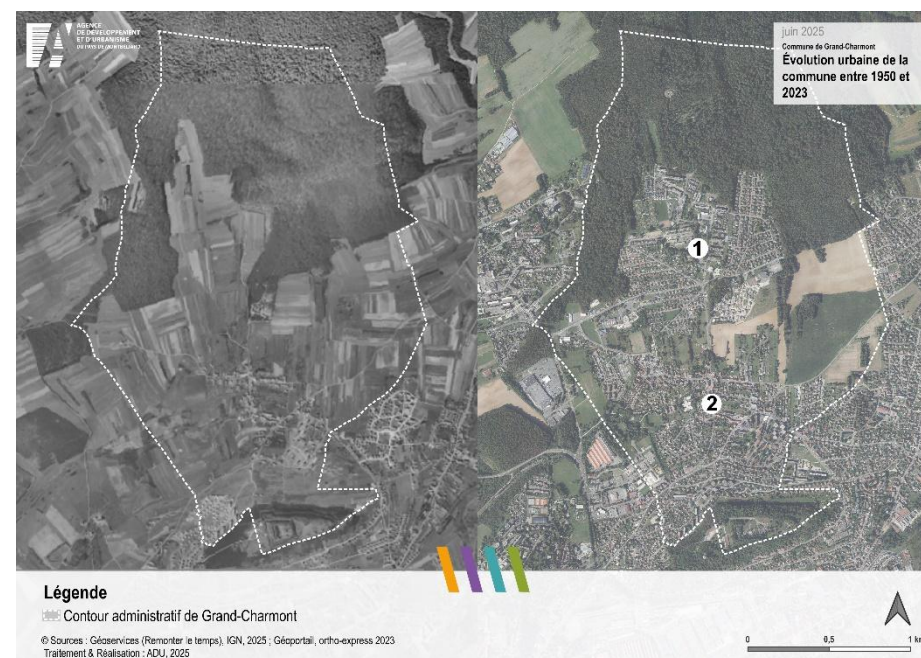 AGENCE
DE DÉVELOPPEMENT
ET D'URBANISME
DU PAYS DE MONTBÉLIARD
juin 2025
Commune de Grand-Charmont
Évolution urbaine de la
commune entre 1950 et
2023
1
2
Légende
Contour administratif de Grand-Charmont
© Sources : Géoservices (Remonter le temps), IGN, 2025 ; Géoportail, ortho-express 2023
Traitement & Réalisation : ADU, 2025
0 0,5 1 km